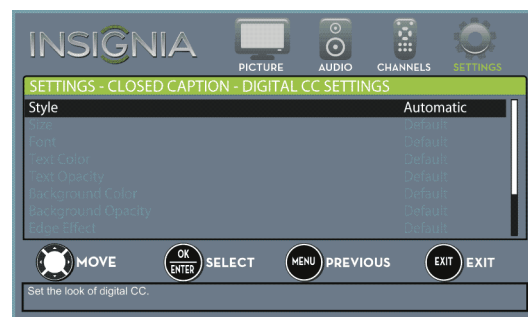 INSIGNIA
PICTURE AUDIO CHANNELS SETTINGS
SETTINGS - CLOSED CAPTION - DIGITAL CC SETTINGS
Style Automatic
Size Default
Font Default
Text Color Default
Text Opacity Default
Background Color Default
Background Opacity Default
Edge Effect Default
MOVE OK ENTER SELECT MENU PREVIOUS EXIT EXIT
Set the look of digital CC.